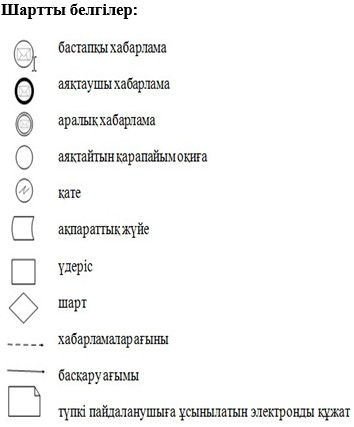 Шартты белгілер:
бастапқы хабарлама
аяқтаушы хабарлама
аралық хабарлама
аяқтайтын қарапайым оқиға
қате
ақпараттық жүйе
үдеріс
шарт
хабарламалар ағыны
басқару ағымы
түпкі пайдаланушыға ұсынылатын электронды құжат